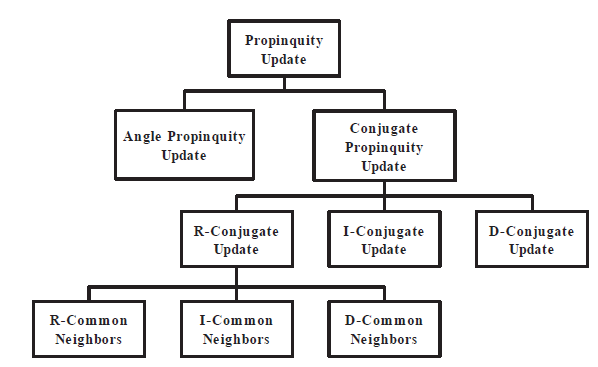 Propinquity
Update
Angle Propinquity
Update
Conjugate
Propinquity
Update
R-Conjugate
Update
I-Conjugate
Update
D-Conjugate
Update
R-Common
Neighbors
I-Common
Neighbors
D-Common
Neighbors